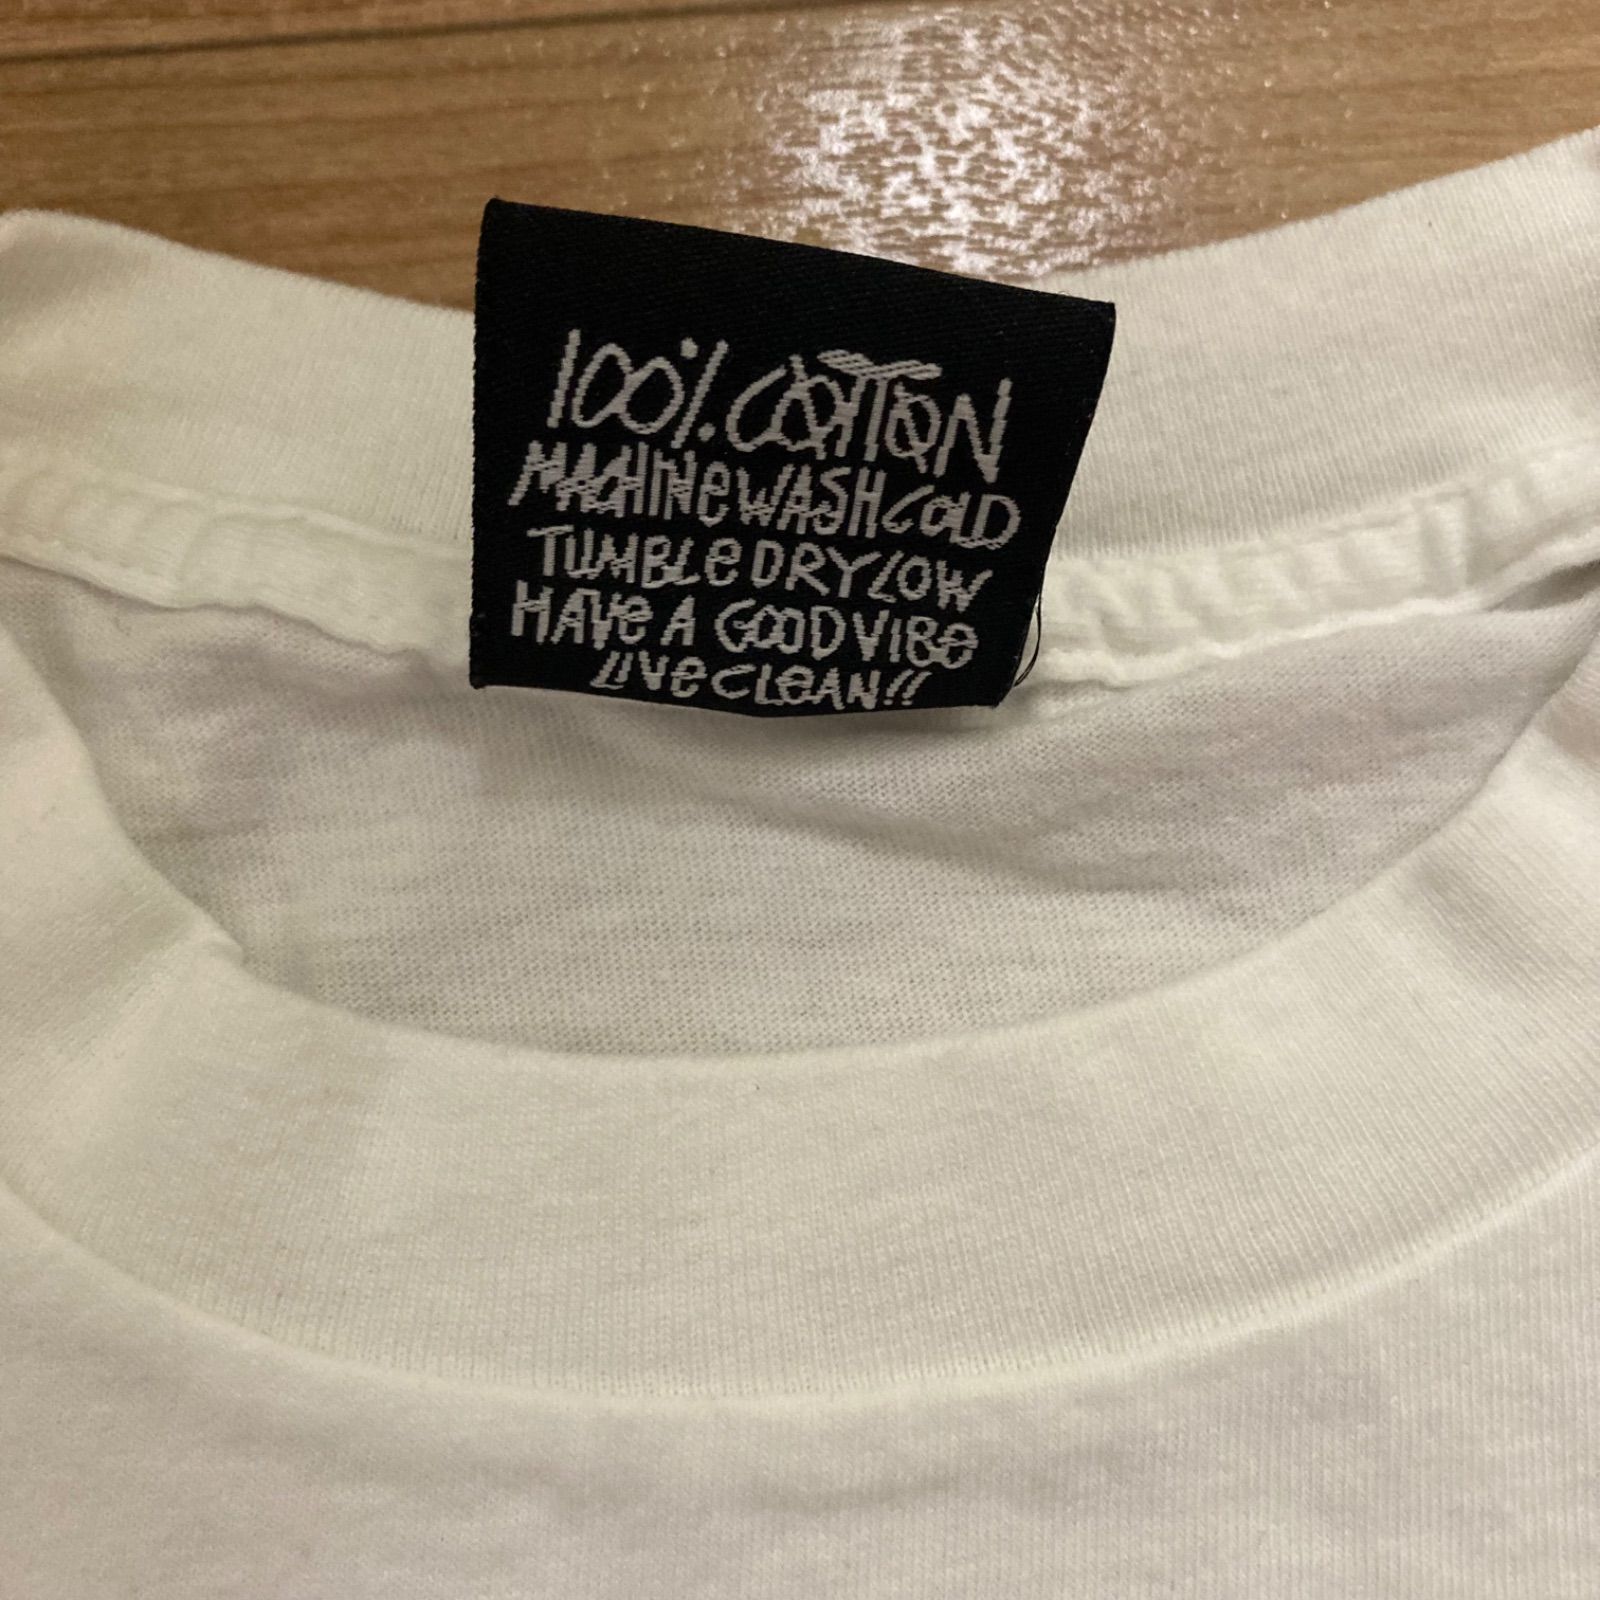 100% COTTON
MACHINe WASH COLD
TUMBLe DRY LOW
HAVe A GOOD VIBe
LIVe CLeAN!!